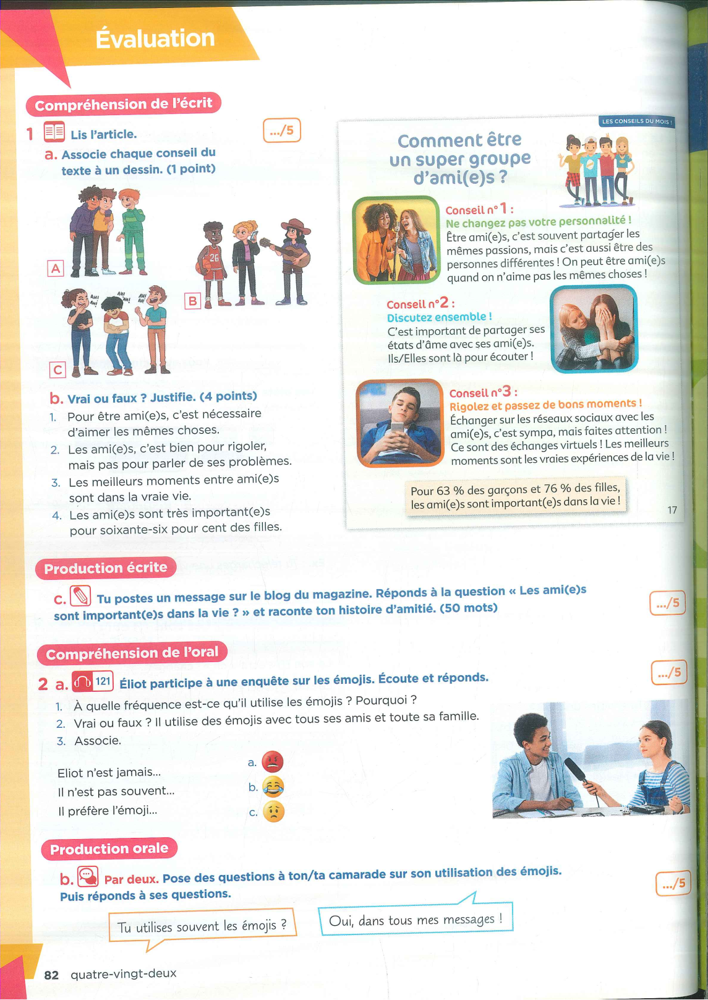 Évaluation
Compréhension de l'écrit
1 Lis l'article.
.../5
a. Associe chaque conseil du
texte à un dessin. (1 point)
A
26
B
AH!
AH!
AH!
AH!
AH!
AH!
C
b. Vrai ou faux ? Justifie. (4 points)
1. Pour être ami(e)s, c'est nécessaire
d'aimer les mêmes choses.
2. Les ami(e)s, c'est bien pour rigoler,
mais pas pour parler de ses problèmes.
3. Les meilleurs moments entre ami(e)s
sont dans la vraie vie.
4. Les ami(e)s sont très important(e)s
pour soixante-six pour cent des filles.
LES CONSEILS DU MOIS !
Comment être
un super groupe
d'ami(e)s ?
Conseil n° 1 :
Ne changez pas votre personnalité !
Être ami(e)s, c'est souvent partager les
mêmes passions, mais c'est aussi être des
personnes différentes ! On peut être ami(e)s
quand on n'aime pas les mêmes choses !
Conseil n°2 :
Discutez ensemble !
C'est important de partager ses
états d'âme avec ses ami(e)s.
Ils/Elles sont là pour écouter !
Conseil n°3 :
Rigolez et passez de bons moments !
Échanger sur les réseaux sociaux avec les
ami(e)s, c'est sympa, mais faites attention !
Ce sont des échanges virtuels ! Les meilleurs
moments sont les vraies expériences de la vie !
Pour 63 % des garçons et 76 % des filles,
les ami(e)s sont important(e)s dans la vie !
17
Production écrite
c. Tu postes un message sur le blog du magazine. Réponds à la question « Les ami(e)s
sont important(e)s dans la vie ? » et raconte ton histoire d'amitié. (50 mots)
.../5
Compréhension de l'oral
2 a. 121 Éliot participe à une enquête sur les émojis. Écoute et réponds.
.../5
1. À quelle fréquence est-ce qu'il utilise les émojis ? Pourquoi ?
2. Vrai ou faux ? Il utilise des émojis avec tous ses amis et toute sa famille.
3. Associe.
Eliot n'est jamais...
Il n'est pas souvent...
Il préfère l'émoji...
a.
b.
c.
Production orale
b. Par deux. Pose des questions à ton/ta camarade sur son utilisation des émojis.
Puis réponds à ses questions.
.../5
Tu utilises souvent les émojis ?
Oui, dans tous mes messages !
82 quatre-vingt-deux